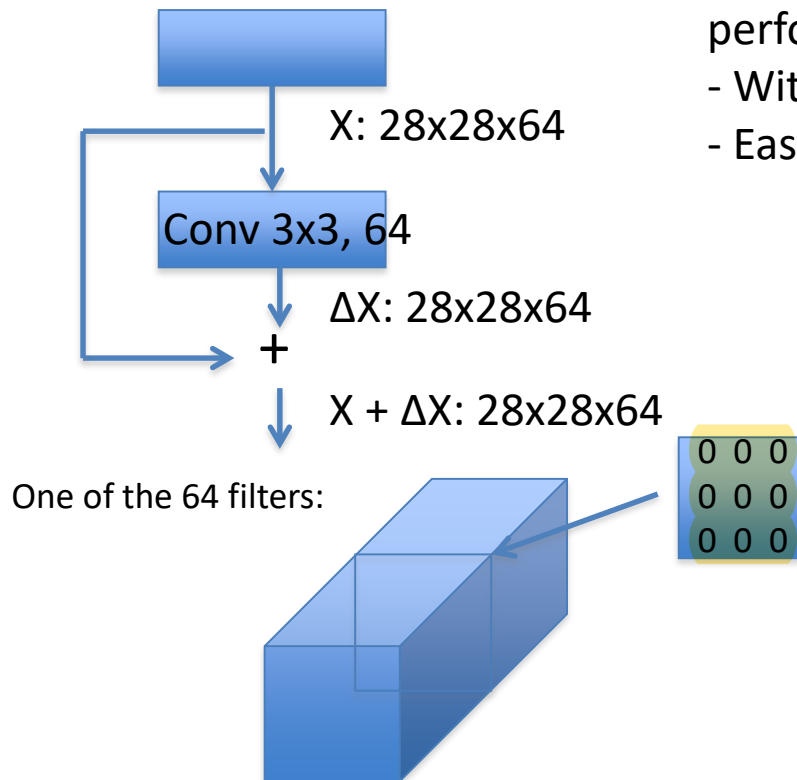 perfo
- Wit
- Eas
X: 28x28x64
Conv 3x3, 64
ΔX: 28x28x64
+
X + ΔX: 28x28x64
One of the 64 filters:
0 0 0
0 0 0
0 0 0